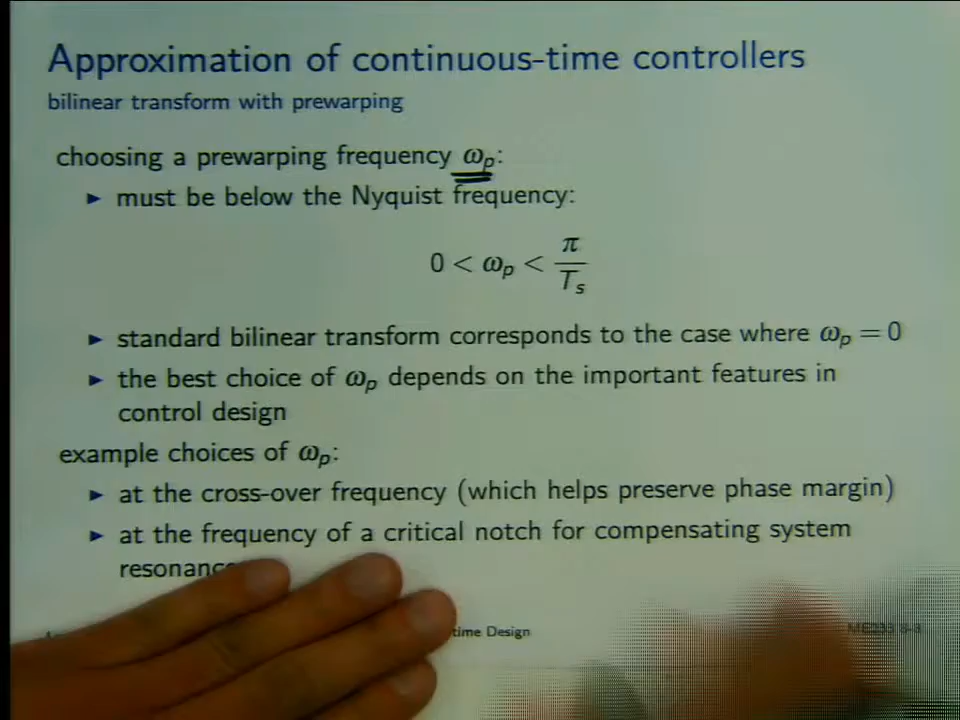 Approximation of continuous-time controllers
bilinear transform with prewarping
choosing a prewarping frequency ωp:
► must be below the Nyquist frequency:
0 < ωp < π/Ts
► standard bilinear transform corresponds to the case where ωp = 0
► the best choice of ωp depends on the important features in
control design
example choices of ωp:
► at the cross-over frequency (which helps preserve phase margin)
► at the frequency of a critical notch for compensating system
time Design